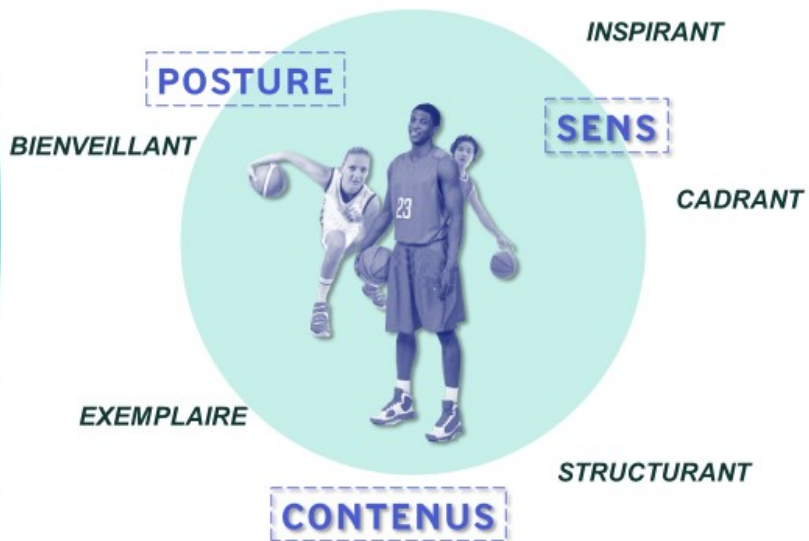 INSPIRANT
POSTURE
SENS
BIENVEILLANT
CADRANT
23
EXEMPLAIRE
STRUCTURANT
CONTENUS